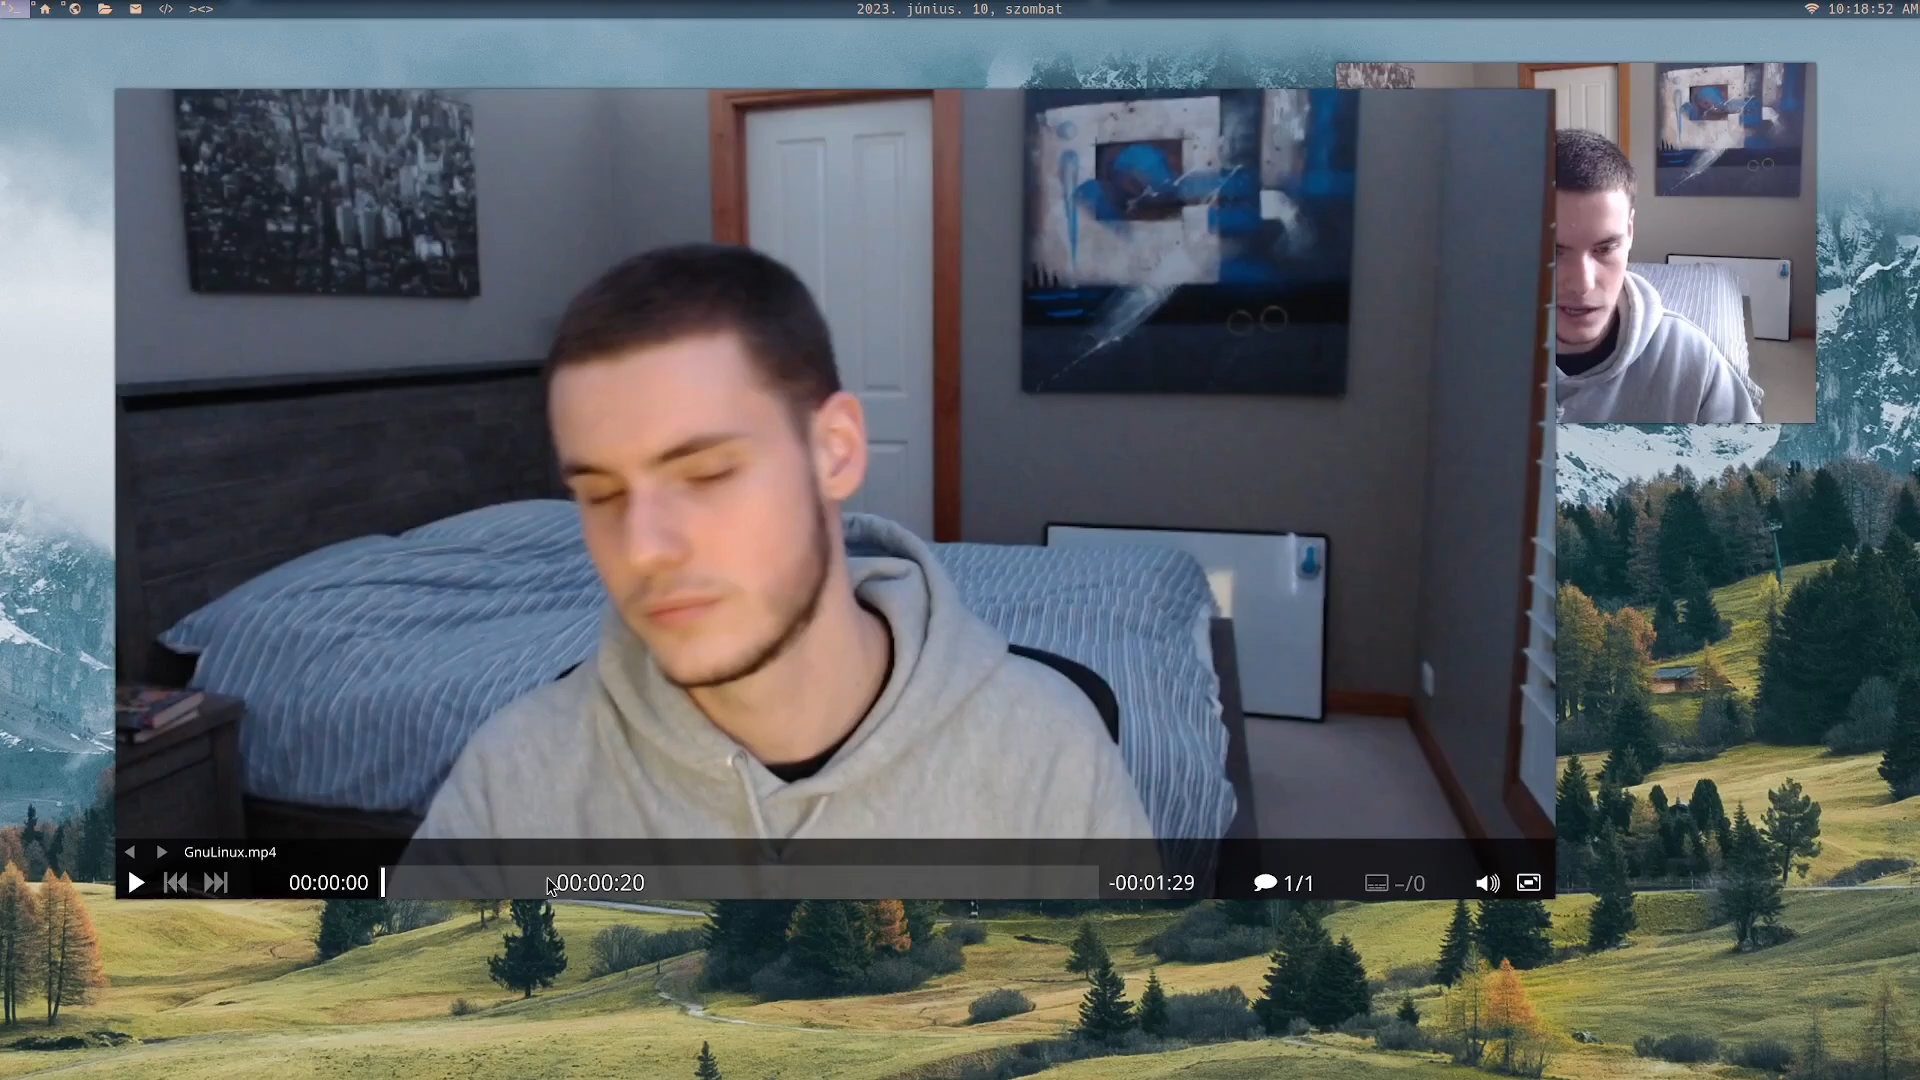 2023. június. 10, szombat
10:18:52 AM
GnuLinux.mp4
00:00:00
00:00:20
-00:01:29
1/1
–/0